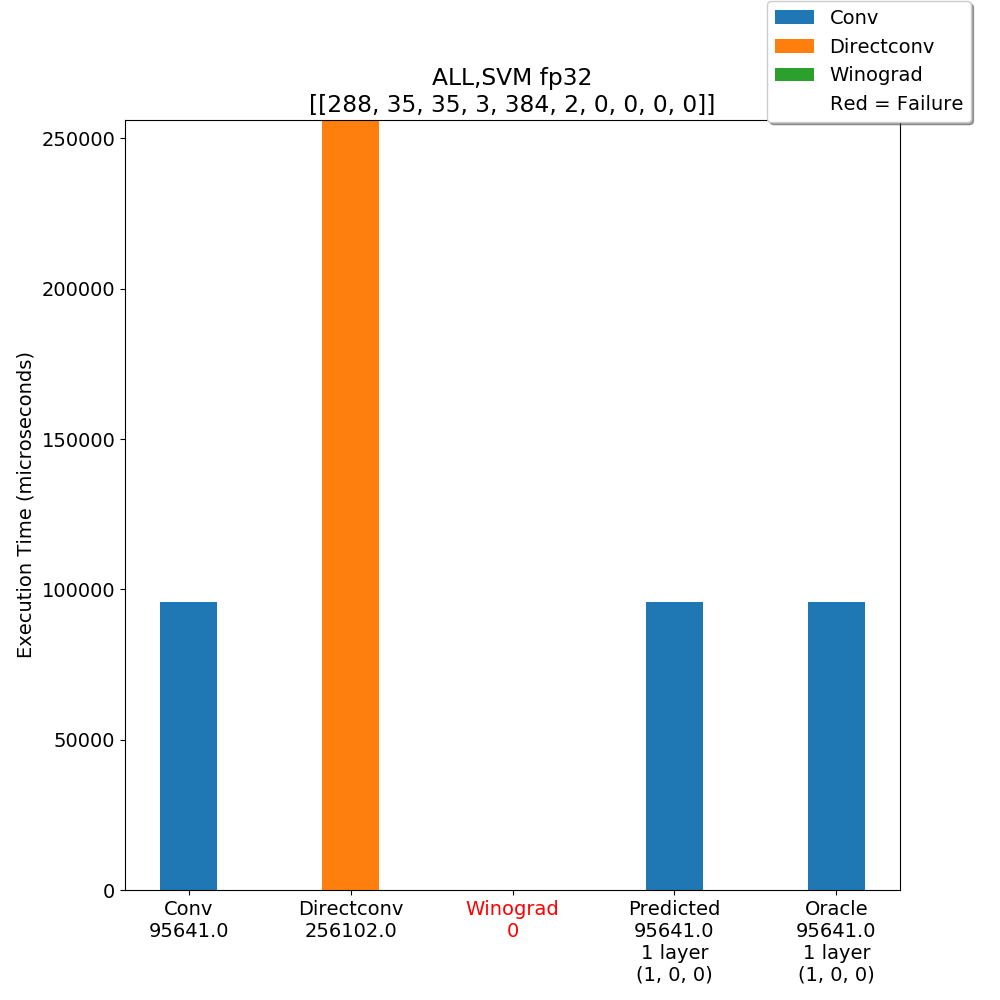 Conv
Directconv
Winograd
Red = Failure
ALL,SVM fp32
[[288, 35, 35, 3, 384, 2, 0, 0, 0, 0]]
Execution Time (microseconds)
250000
200000
150000
100000
50000
0
Conv
95641.0
Directconv
256102.0
Winograd
0
Predicted
95641.0
1 layer
(1, 0, 0)
Oracle
95641.0
1 layer
(1, 0, 0)